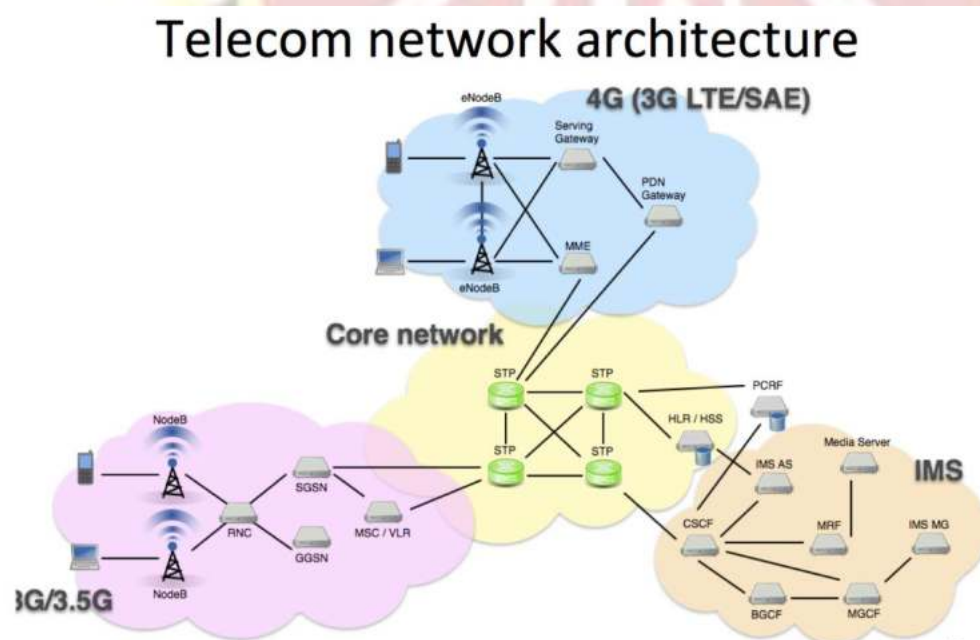 Telecom network architecture
4G (3G LTE/SAE)
eNodeB
Serving
Gateway
PDN
Gateway
MME
eNodeB
Core network
STP
STP
PCRF
HLR / HSS
Media Server
IMS
NodeB
STP
STP
IMS AS
SGSN
CSCF
MRF
IMS MG
RNC
MSC / VLR
GGSN
3G/3.5G
NodeB
BGCF
MGCF